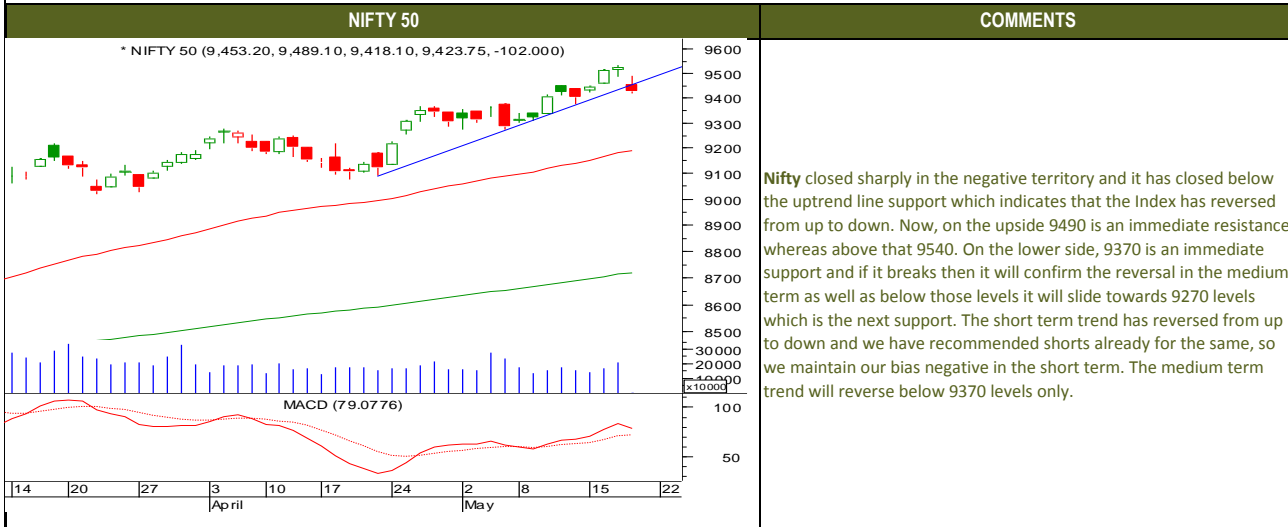 NIFTY 50
COMMENTS
* NIFTY 50 (9,453.20, 9,489.10, 9,418.10, 9,423.75, -102.000)
9600
9500
9400
9300
9200
9100
9000
8900
8800
8700
8600
8500
30000
20000
10000
x10000
MACD (79.0776)
100
50
14 20 27 3 10 17 24 2 8 15 22
April May
Nifty closed sharply in the negative territory and it has closed below
the uptrend line support which indicates that the Index has reversed
from up to down. Now, on the upside 9490 is an immediate resistance
whereas above that 9540. On the lower side, 9370 is an immediate
support and if it breaks then it will confirm the reversal in the medium
term as well as below those levels it will slide towards 9270 levels
which is the next support. The short term trend has reversed from up
to down and we have recommended shorts already for the same, so
we maintain our bias negative in the short term. The medium term
trend will reverse below 9370 levels only.